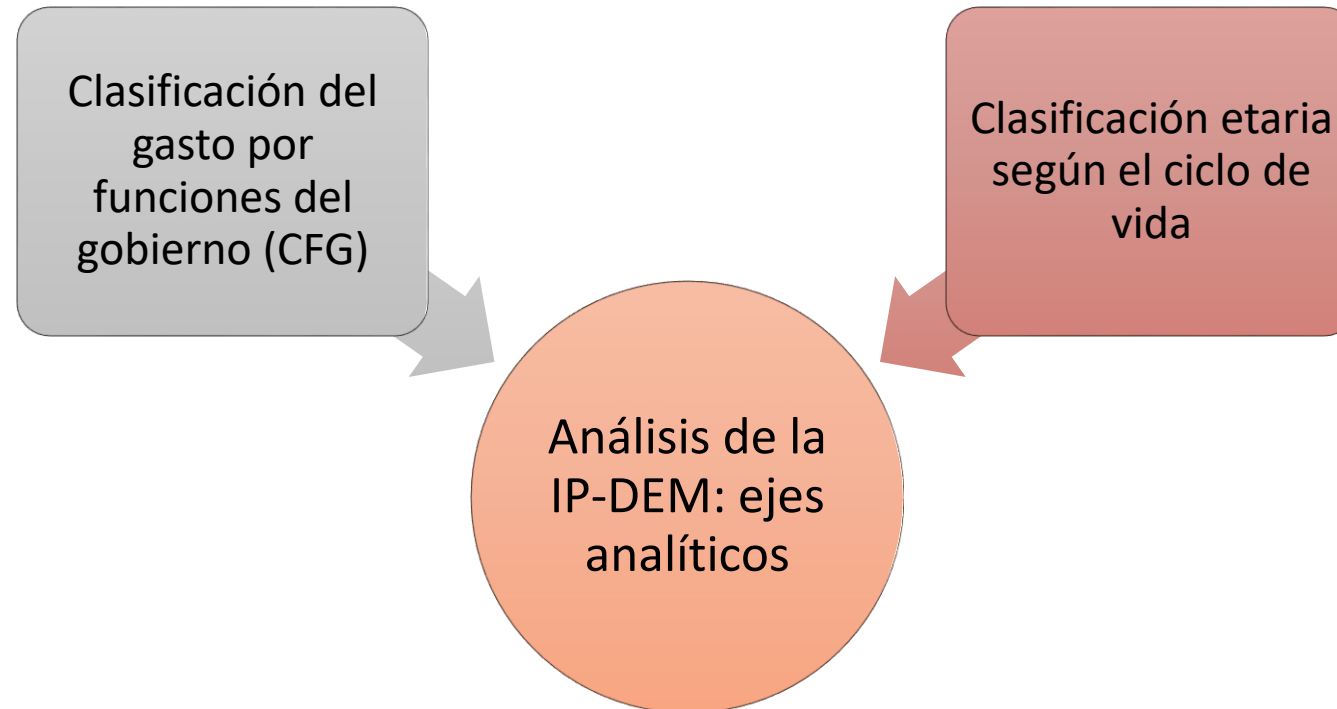 Clasificación del
gasto por
funciones del
gobierno (CFG)
Clasificación etaria
según el ciclo de
vida
Análisis de la
IP-DEM: ejes
analíticos